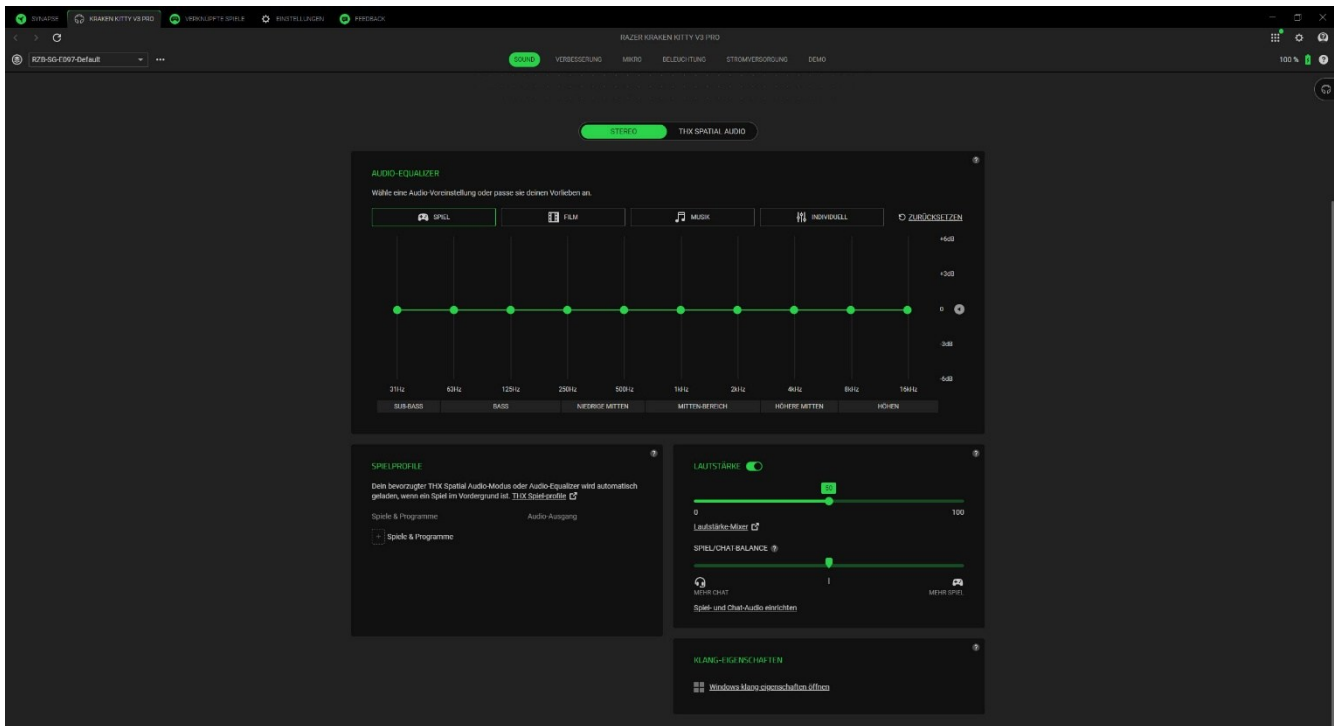 SYNAPSE KRAKEN KITTY V3 PRO VERKNÜPFTE SPIELE EINSTELLUNGEN FEEDBACK
RAZER KRAKEN KITTY V3 PRO
RZB-SG-E097-Default SOUND VERBESSERUNG MIKRO BELEUCHTUNG STROMVERSORGUNG DEMO 100 %
STEREO THX SPATIAL AUDIO
AUDIO-EQUALIZER
Wähle eine Audio-Voreinstellung oder passe sie deinen Vorlieben an.
SPIEL FILM MUSIK INDIVIDUELL ZURÜCKSETZEN
+6dB
+3dB
0
-3dB
-6dB
31Hz 63Hz 125Hz 250Hz 500Hz 1kHz 2kHz 4kHz 8kHz 16kHz
SUB-BASS BASS NIEDRIGE MITTEN MITTEN-BEREICH HÖHERE MITTEN HÖHEN
SPIELPROFILE
Dein bevorzugter THX Spatial Audio-Modus oder Audio-Equalizer wird automatisch
geladen, wenn ein Spiel im Vordergrund ist. THX Spiel-profile
Spiele & Programme Audio-Ausgang
+ Spiele & Programme
LAUTSTÄRKE
50
0 100
Lautstärke-Mixer
SPIEL/CHAT-BALANCE
MEHR CHAT MEHR SPIEL
Spiel- und Chat-Audio einrichten
KLANG-EIGENSCHAFTEN
Windows klang eigenschaften öffnen